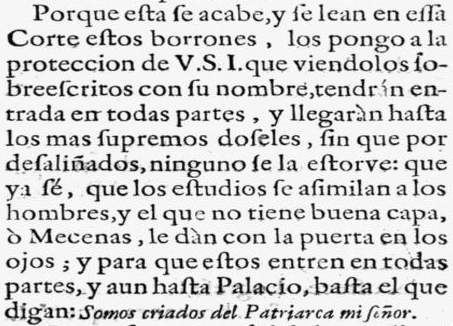 Porque eſta ſe acabe,y ſe lean en eſſa
Corte eſtos borrones , los pongo a la
proteccion de V.S.I.que viendolos ſo-
breeſcritos con ſu nombre,tendràn en-
trada en todas partes , y llegaràn haſta
los mas ſupremos doſeles , ſin que por
deſaliñados,ninguno ſe la eſtorve: que
ya ſé, que los eſtudios ſe aſimilan a los
hombres,y el que no tiene buena capa,
ò Mecenas , le dàn con la puerta en los
ojos ; y para que eſtos entren en todas
partes,y aun haſta Palacio, baſta el que
digan: Somos criados del Patriarca mi ſeñor.